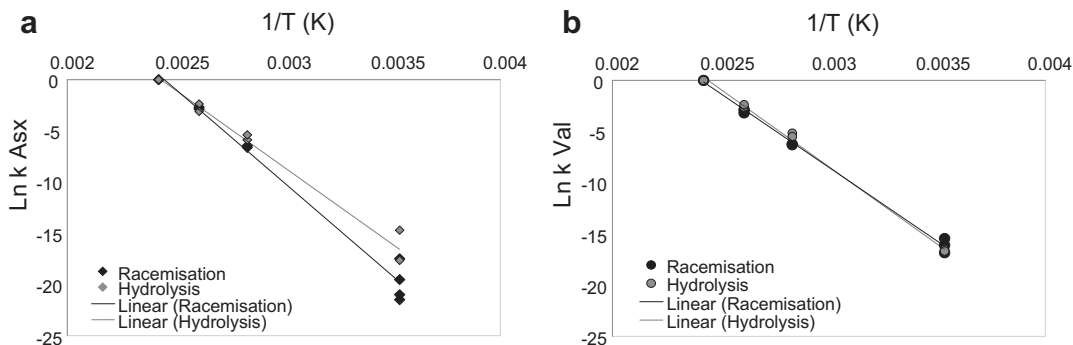 a
1/T (K)
0.002 0.0025 0.003 0.0035 0.004
0
-5
-10
-15
-20
-25
Ln k Asx
Racemisation
Hydrolysis
Linear (Racemisation)
Linear (Hydrolysis)
b
1/T (K)
0.002 0.0025 0.003 0.0035 0.004
0
-5
-10
-15
-20
-25
Ln k Val
Racemisation
Hydrolysis
Linear (Racemisation)
Linear (Hydrolysis)